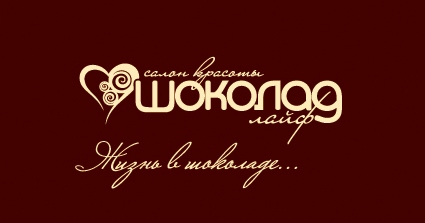 салон красоты
шоколад
лайф
Жизнь в шоколаде...